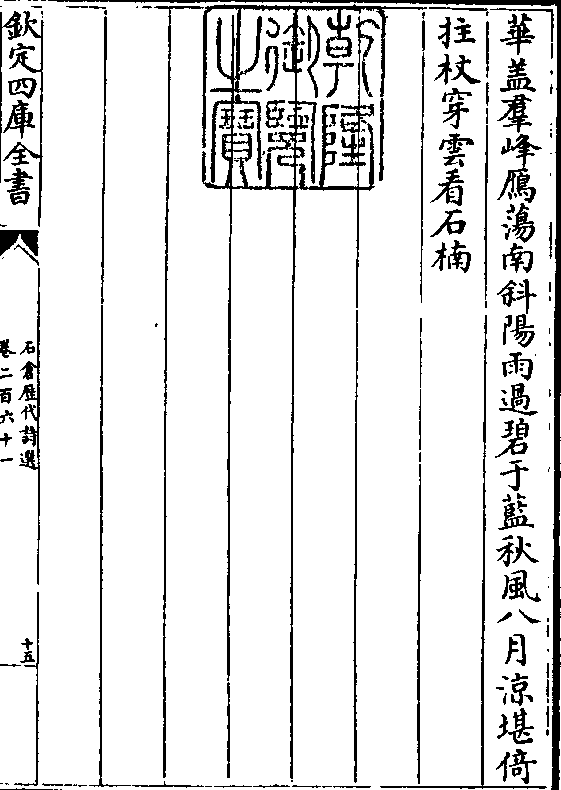 華盖羣峰鴈蕩南斜陽雨過碧于藍秋風八月涼堪倚
拄杖穿雲看石楠
乾隆御覽之寶
欽定四庫全書
石倉歷代詩選
卷二百六十一
十五